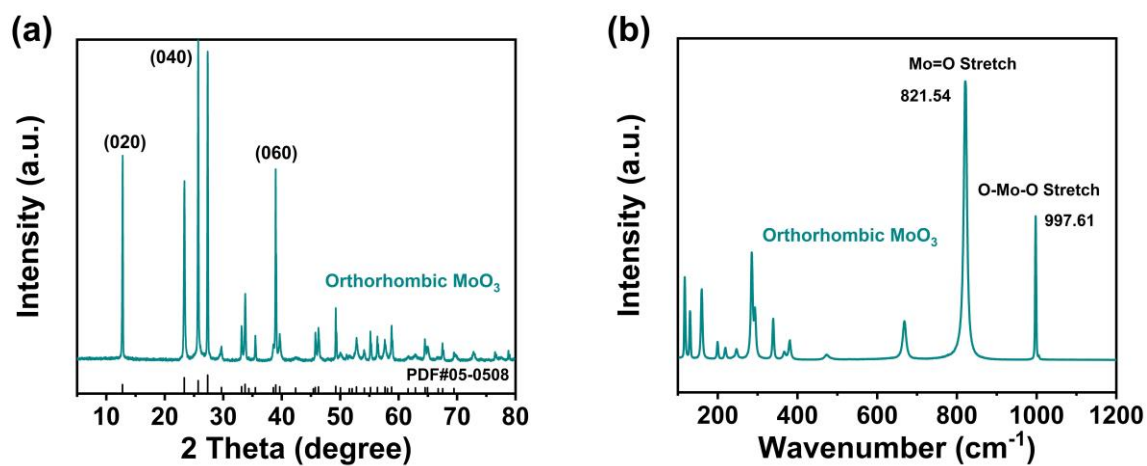 (a)
Intensity (a.u.)
(020)
(040)
(060)
Orthorhombic MoO₃
PDF#05-0508
10 20 30 40 50 60 70 80
2 Theta (degree)
(b)
Intensity (a.u.)
Mo=O Stretch
821.54
O-Mo-O Stretch
997.61
Orthorhombic MoO₃
200 400 600 800 1000 1200
Wavenumber (cm⁻¹)